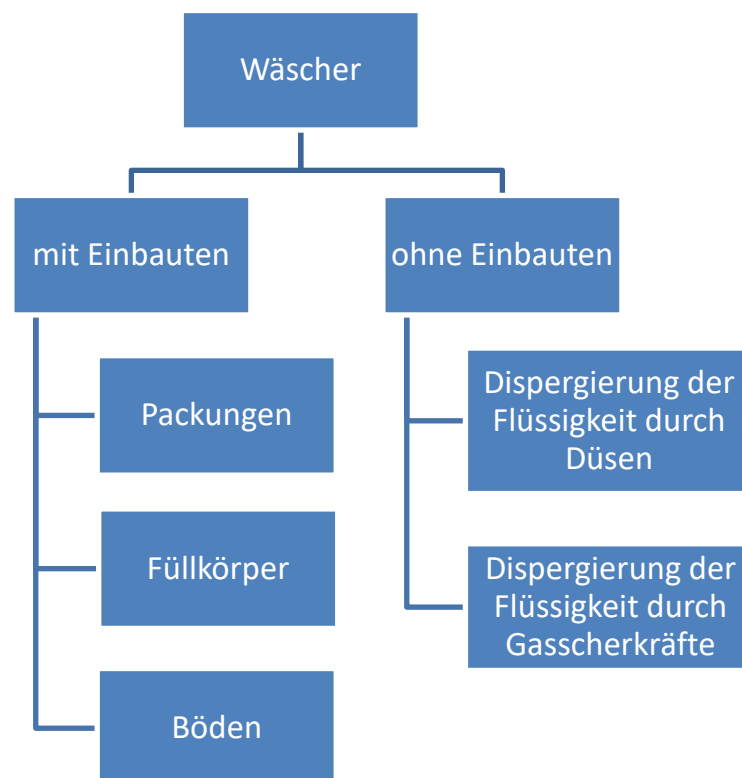 Wäscher
mit Einbauten
Packungen
Füllkörper
Böden
ohne Einbauten
Dispergierung der
Flüssigkeit durch
Düsen
Dispergierung der
Flüssigkeit durch
Gasscherkräfte